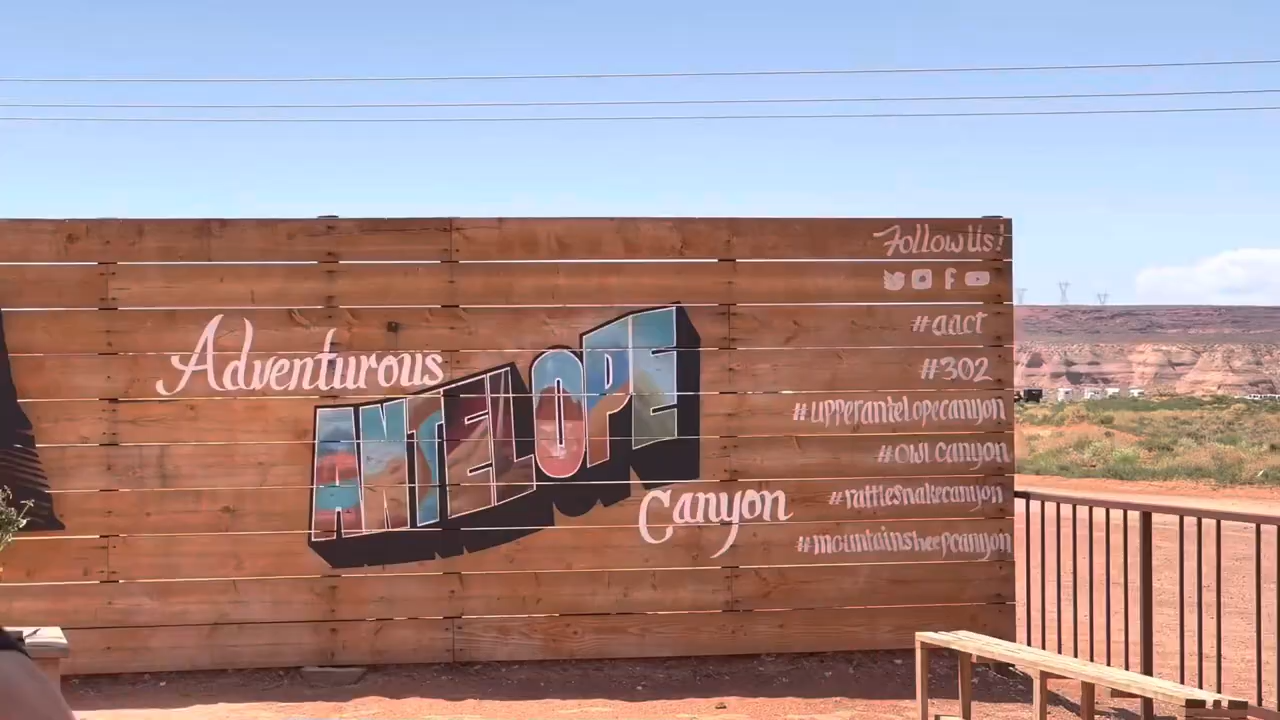 Adventurous
ANTELOPE
Canyon
Follow Us!
#aact
#302
#upperantelopecanyon
#owl canyon
#rattlesnakecanyon
#mountainsheepcanyon